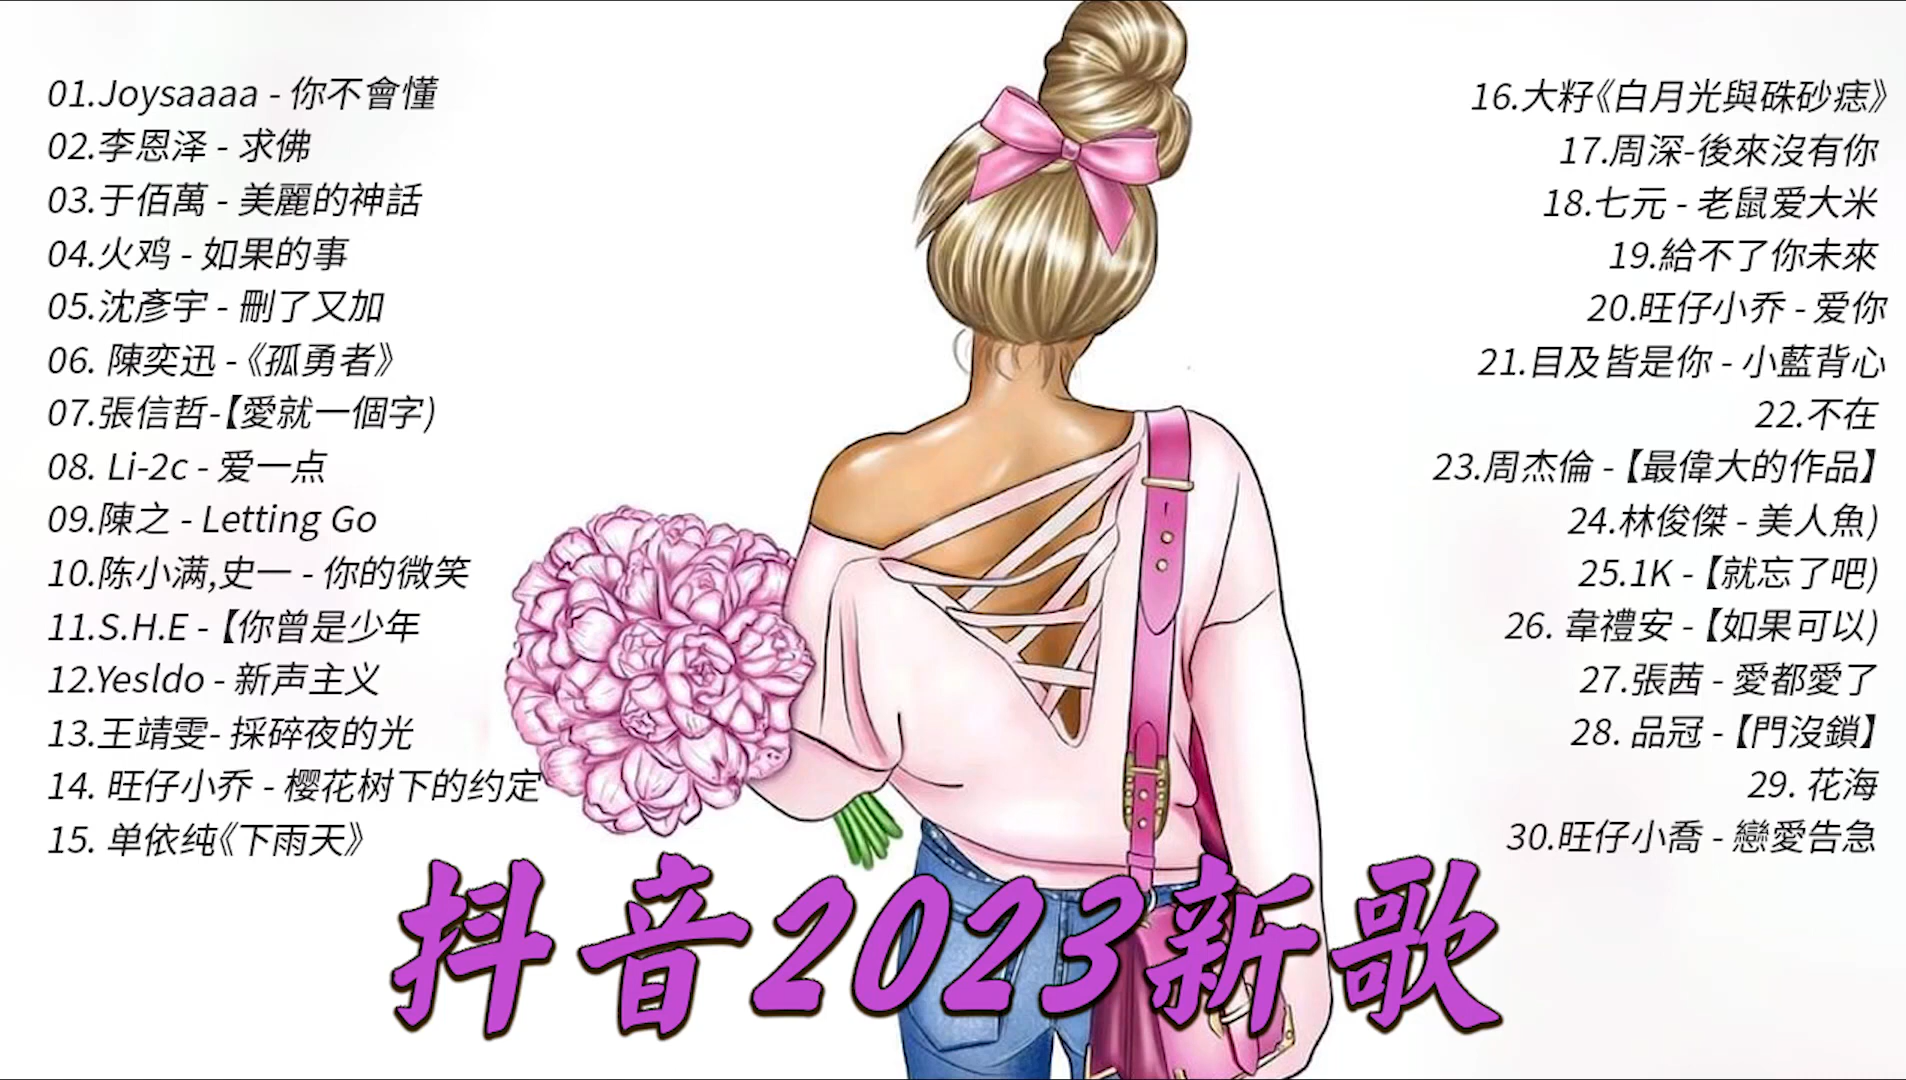 01.Joysaaaa - 你不會懂
02.李恩泽 - 求佛
03.于佰萬 - 美麗的神話
04.火鸡 - 如果的事
05.沈彥宇 - 刪了又加
06. 陳奕迅 -《孤勇者》
07.張信哲-【愛就一個字)
08. Li-2c - 爱一点
09.陳之 - Letting Go
10.陈小满,史一 - 你的微笑
11.S.H.E -【你曾是少年
12.Yesldo - 新声主义
13.王靖雯- 採碎夜的光
14. 旺仔小乔 - 樱花树下的约定
15. 单依纯《下雨天》
16.大籽《白月光與硃砂痣》
17.周深-後來沒有你
18.七元 - 老鼠爱大米
19.給不了你未來
20.旺仔小乔 - 爱你
21.目及皆是你 - 小藍背心
22.不在
23.周杰倫 -【最偉大的作品】
24.林俊傑 - 美人魚)
25.1K -【就忘了吧)
26. 韋禮安 -【如果可以)
27.張茜 - 愛都愛了
28. 品冠 -【門沒鎖】
29. 花海
30.旺仔小喬 - 戀愛告急
抖音2023新歌